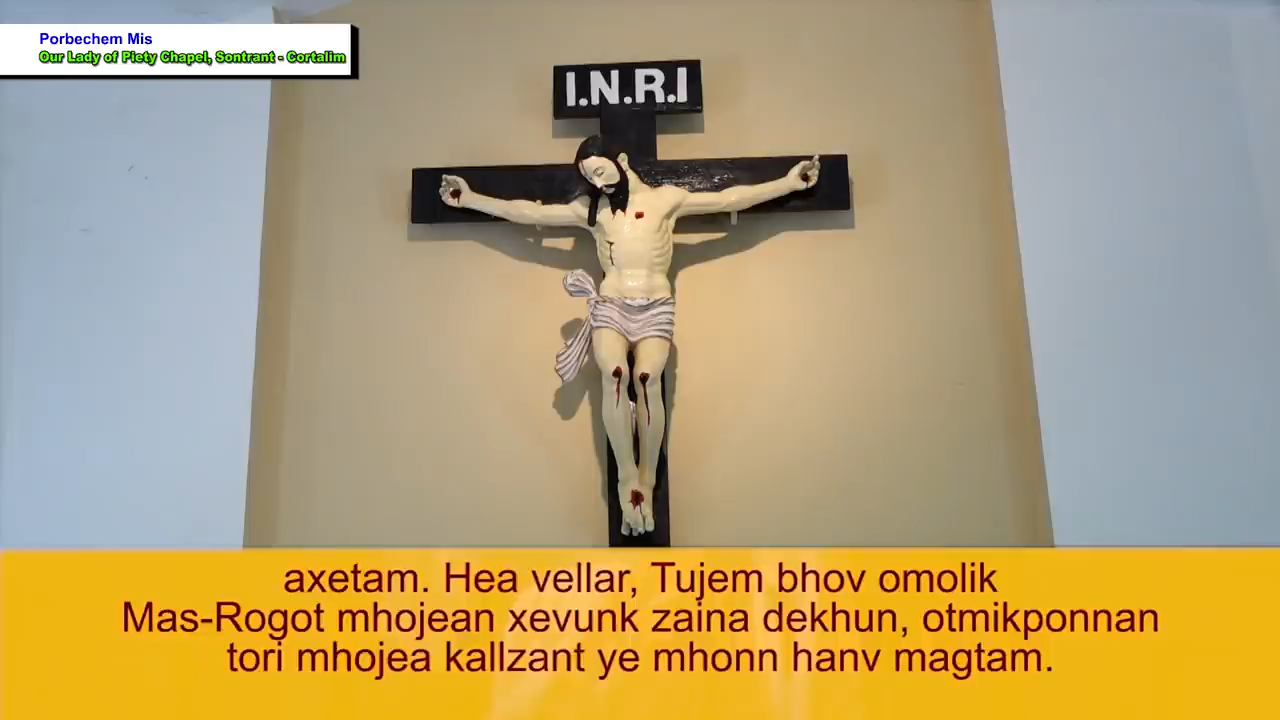 Porbechem Mis
Our Lady of Piety Chapel, Sontrant - Cortalim
I.N.R.I
axetam. Hea vellar, Tujem bhov omolik
Mas-Rogot mhojean xevunk zaina dekhun, otmikponnan
tori mhojea kallzant ye mhonn hanv magtam.